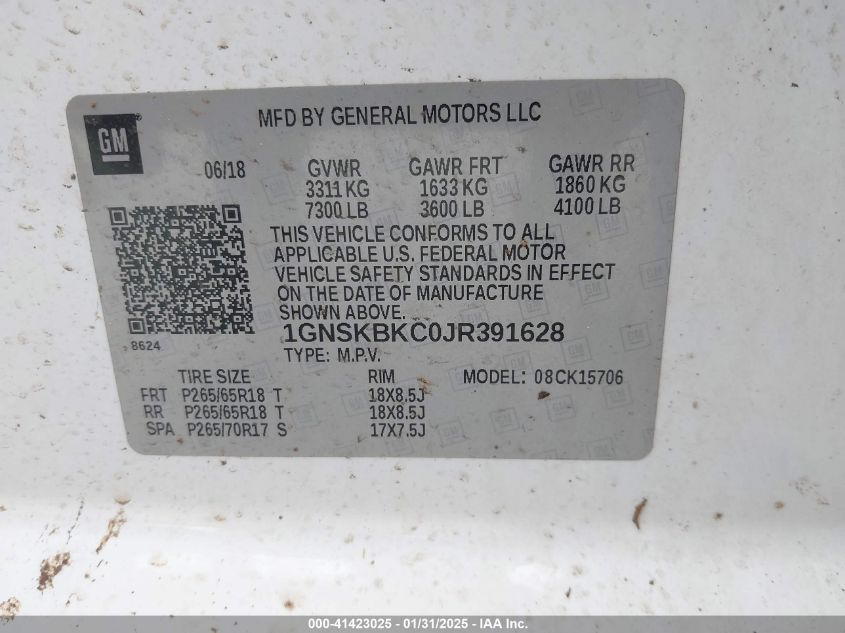 MFD BY GENERAL MOTORS LLC
GM
06/18 GVWR GAWR FRT GAWR RR
3311 KG 1633 KG 1860 KG
7300 LB 3600 LB 4100 LB
THIS VEHICLE CONFORMS TO ALL
APPLICABLE U.S. FEDERAL MOTOR
VEHICLE SAFETY STANDARDS IN EFFECT
ON THE DATE OF MANUFACTURE
SHOWN ABOVE.
1GNSKBKC0JR391628
8624
TYPE: M.P.V.
TIRE SIZE RIM MODEL: 08CK15706
FRT P265/65R18 T 18X8.5J
RR P265/65R18 T 18X8.5J
SPA P265/70R17 S 17X7.5J
000-41423025 - 01/31/2025 - IAA Inc.